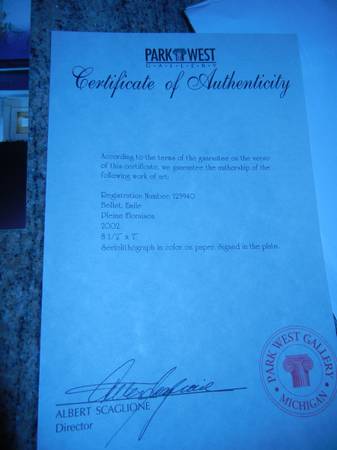 PARK WEST
GALLERY
Certificate of Authenticity
According to the terms of the guarantee on the verso
of this certificate, we guarantee the authorship of the
following work of art:
Registration Number: 123940
Bellet, Emile
Pleine Floraison
2002
8 1/2" x 7"
Seriolithograph in color on paper. Signed in the plate.
ALBERT SCAGLIONE
Director
PARK WEST GALLERY
MICHIGAN